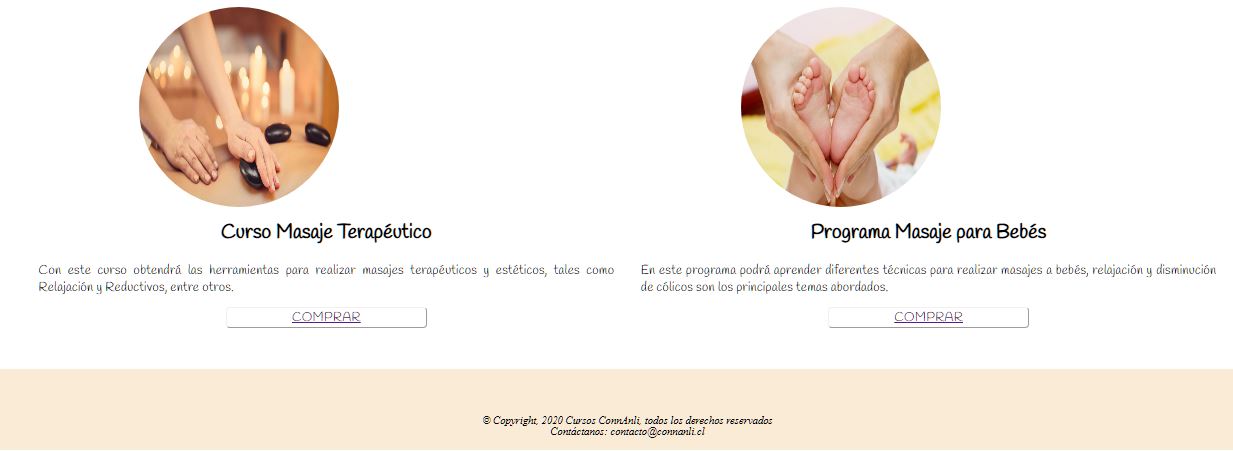 Curso Masaje Terapéutico
Con este curso obtendrá las herramientas para realizar masajes terapéuticos y estéticos, tales como
Relajación y Reductivos, entre otros.
COMPRAR
Programa Masaje para Bebés
En este programa podrá aprender diferentes técnicas para realizar masajes a bebés, relajación y disminución
de cólicos son los principales temas abordados.
COMPRAR
© Copyright, 2020 Cursos ConnAnli, todos los derechos reservados
Contáctanos: contacto@connanli.cl